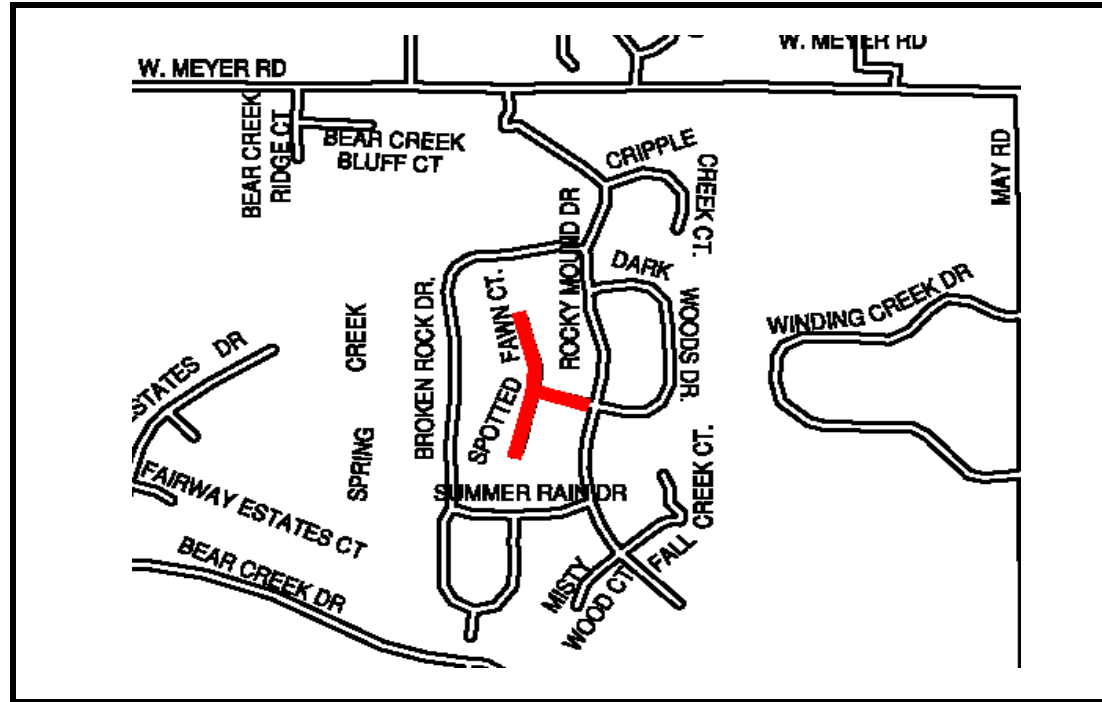 W. MEYER RD
W. MEYER RD
BEAR CREEK
RIDGE CT
BEAR CREEK
BLUFF CT
CRIPPLE
CREEK CT.
MAY RD
ROCKY MOUND DR
DARK
WOODS DR.
WINDING CREEK DR
BROKEN ROCK DR.
SPOTTED FAWN CT.
SPRING CREEK
ESTATES DR
FAIRWAY ESTATES CT
BEAR CREEK DR
SUMMER RAIN DR
FALL
CREEK CT.
MISTY
WOOD CT